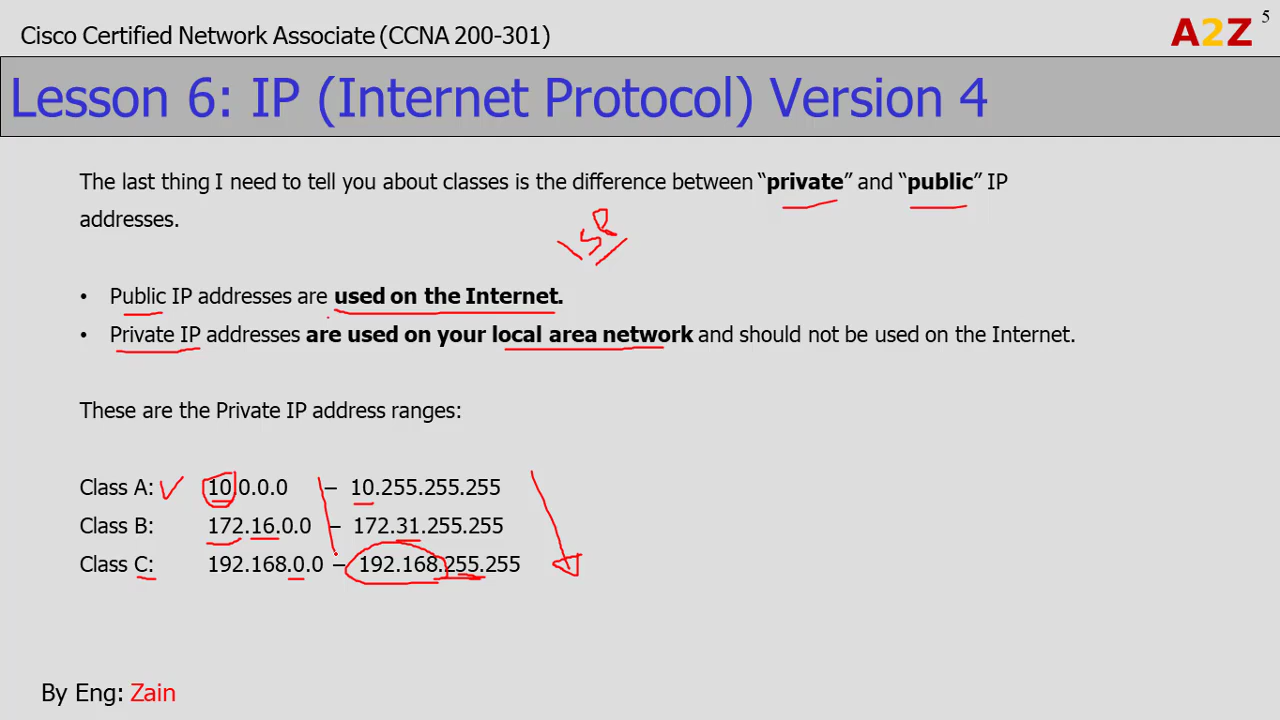 Cisco Certified Network Associate (CCNA 200-301)
A2Z
5
Lesson 6: IP (Internet Protocol) Version 4
The last thing I need to tell you about classes is the difference between “private” and “public” IP
addresses.
ISP
• Public IP addresses are used on the Internet.
• Private IP addresses are used on your local area network and should not be used on the Internet.
These are the Private IP address ranges:
Class A: 10.0.0.0 – 10.255.255.255
Class B: 172.16.0.0 – 172.31.255.255
Class C: 192.168.0.0 – 192.168.255.255
By Eng: Zain